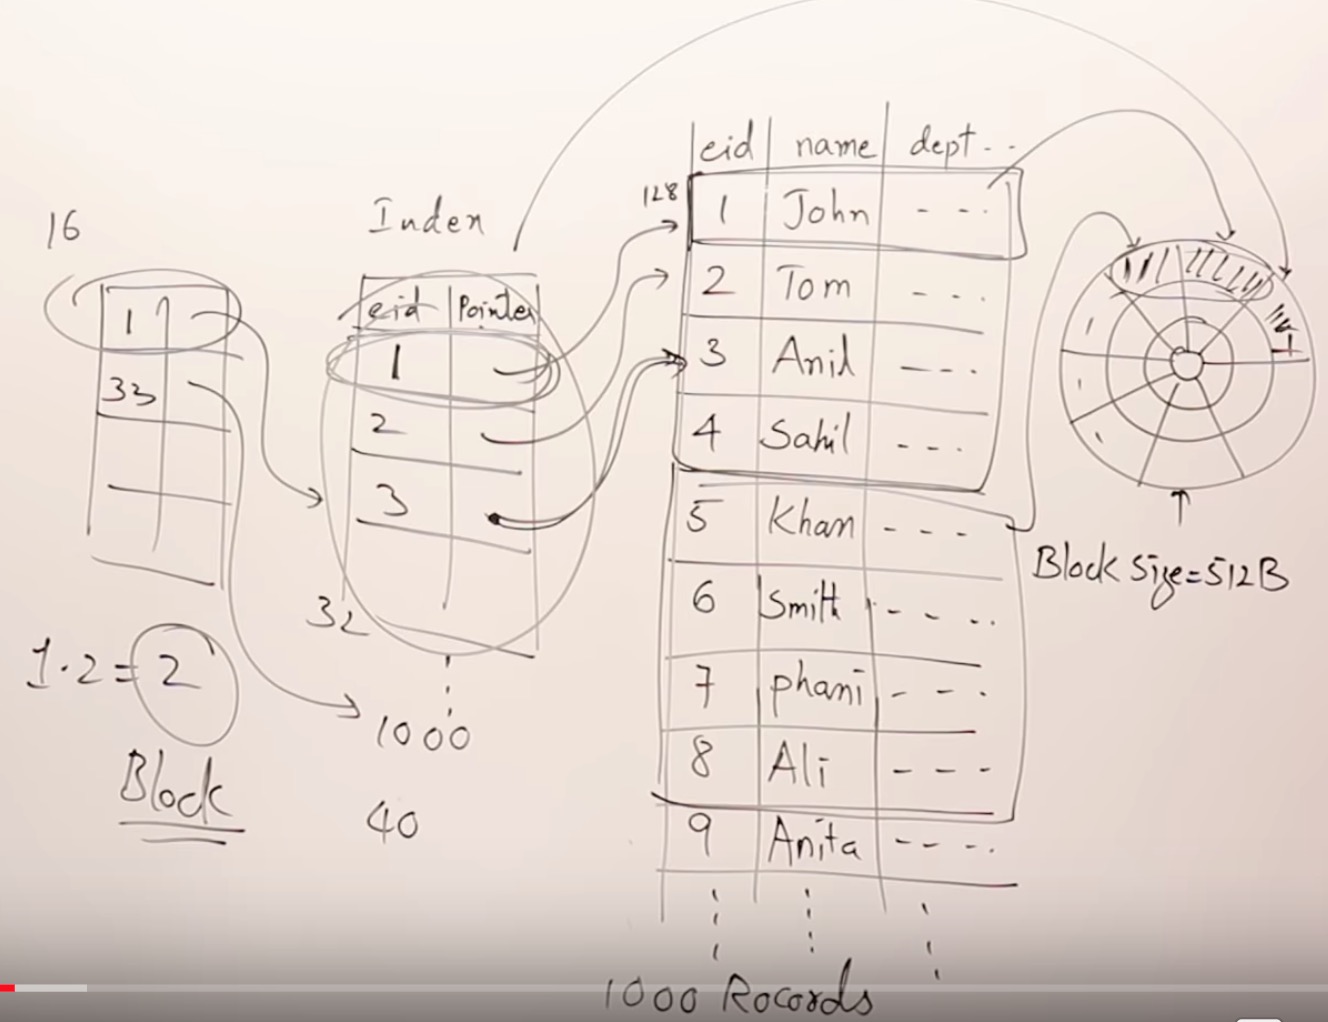 16
1
33
1.2 = 2
Block
Index
eid Pointer
1
2
3
32
1000
40
128
eid name dept - -
1 John - - -
2 Tom - - -
3 Anil - - -
4 Sahil - - -
5 Khan - - -
6 Smith - - - -
7 phani - - -
8 Ali - - -
9 Anita - - - -
1000 Rocords
Block Size=512B